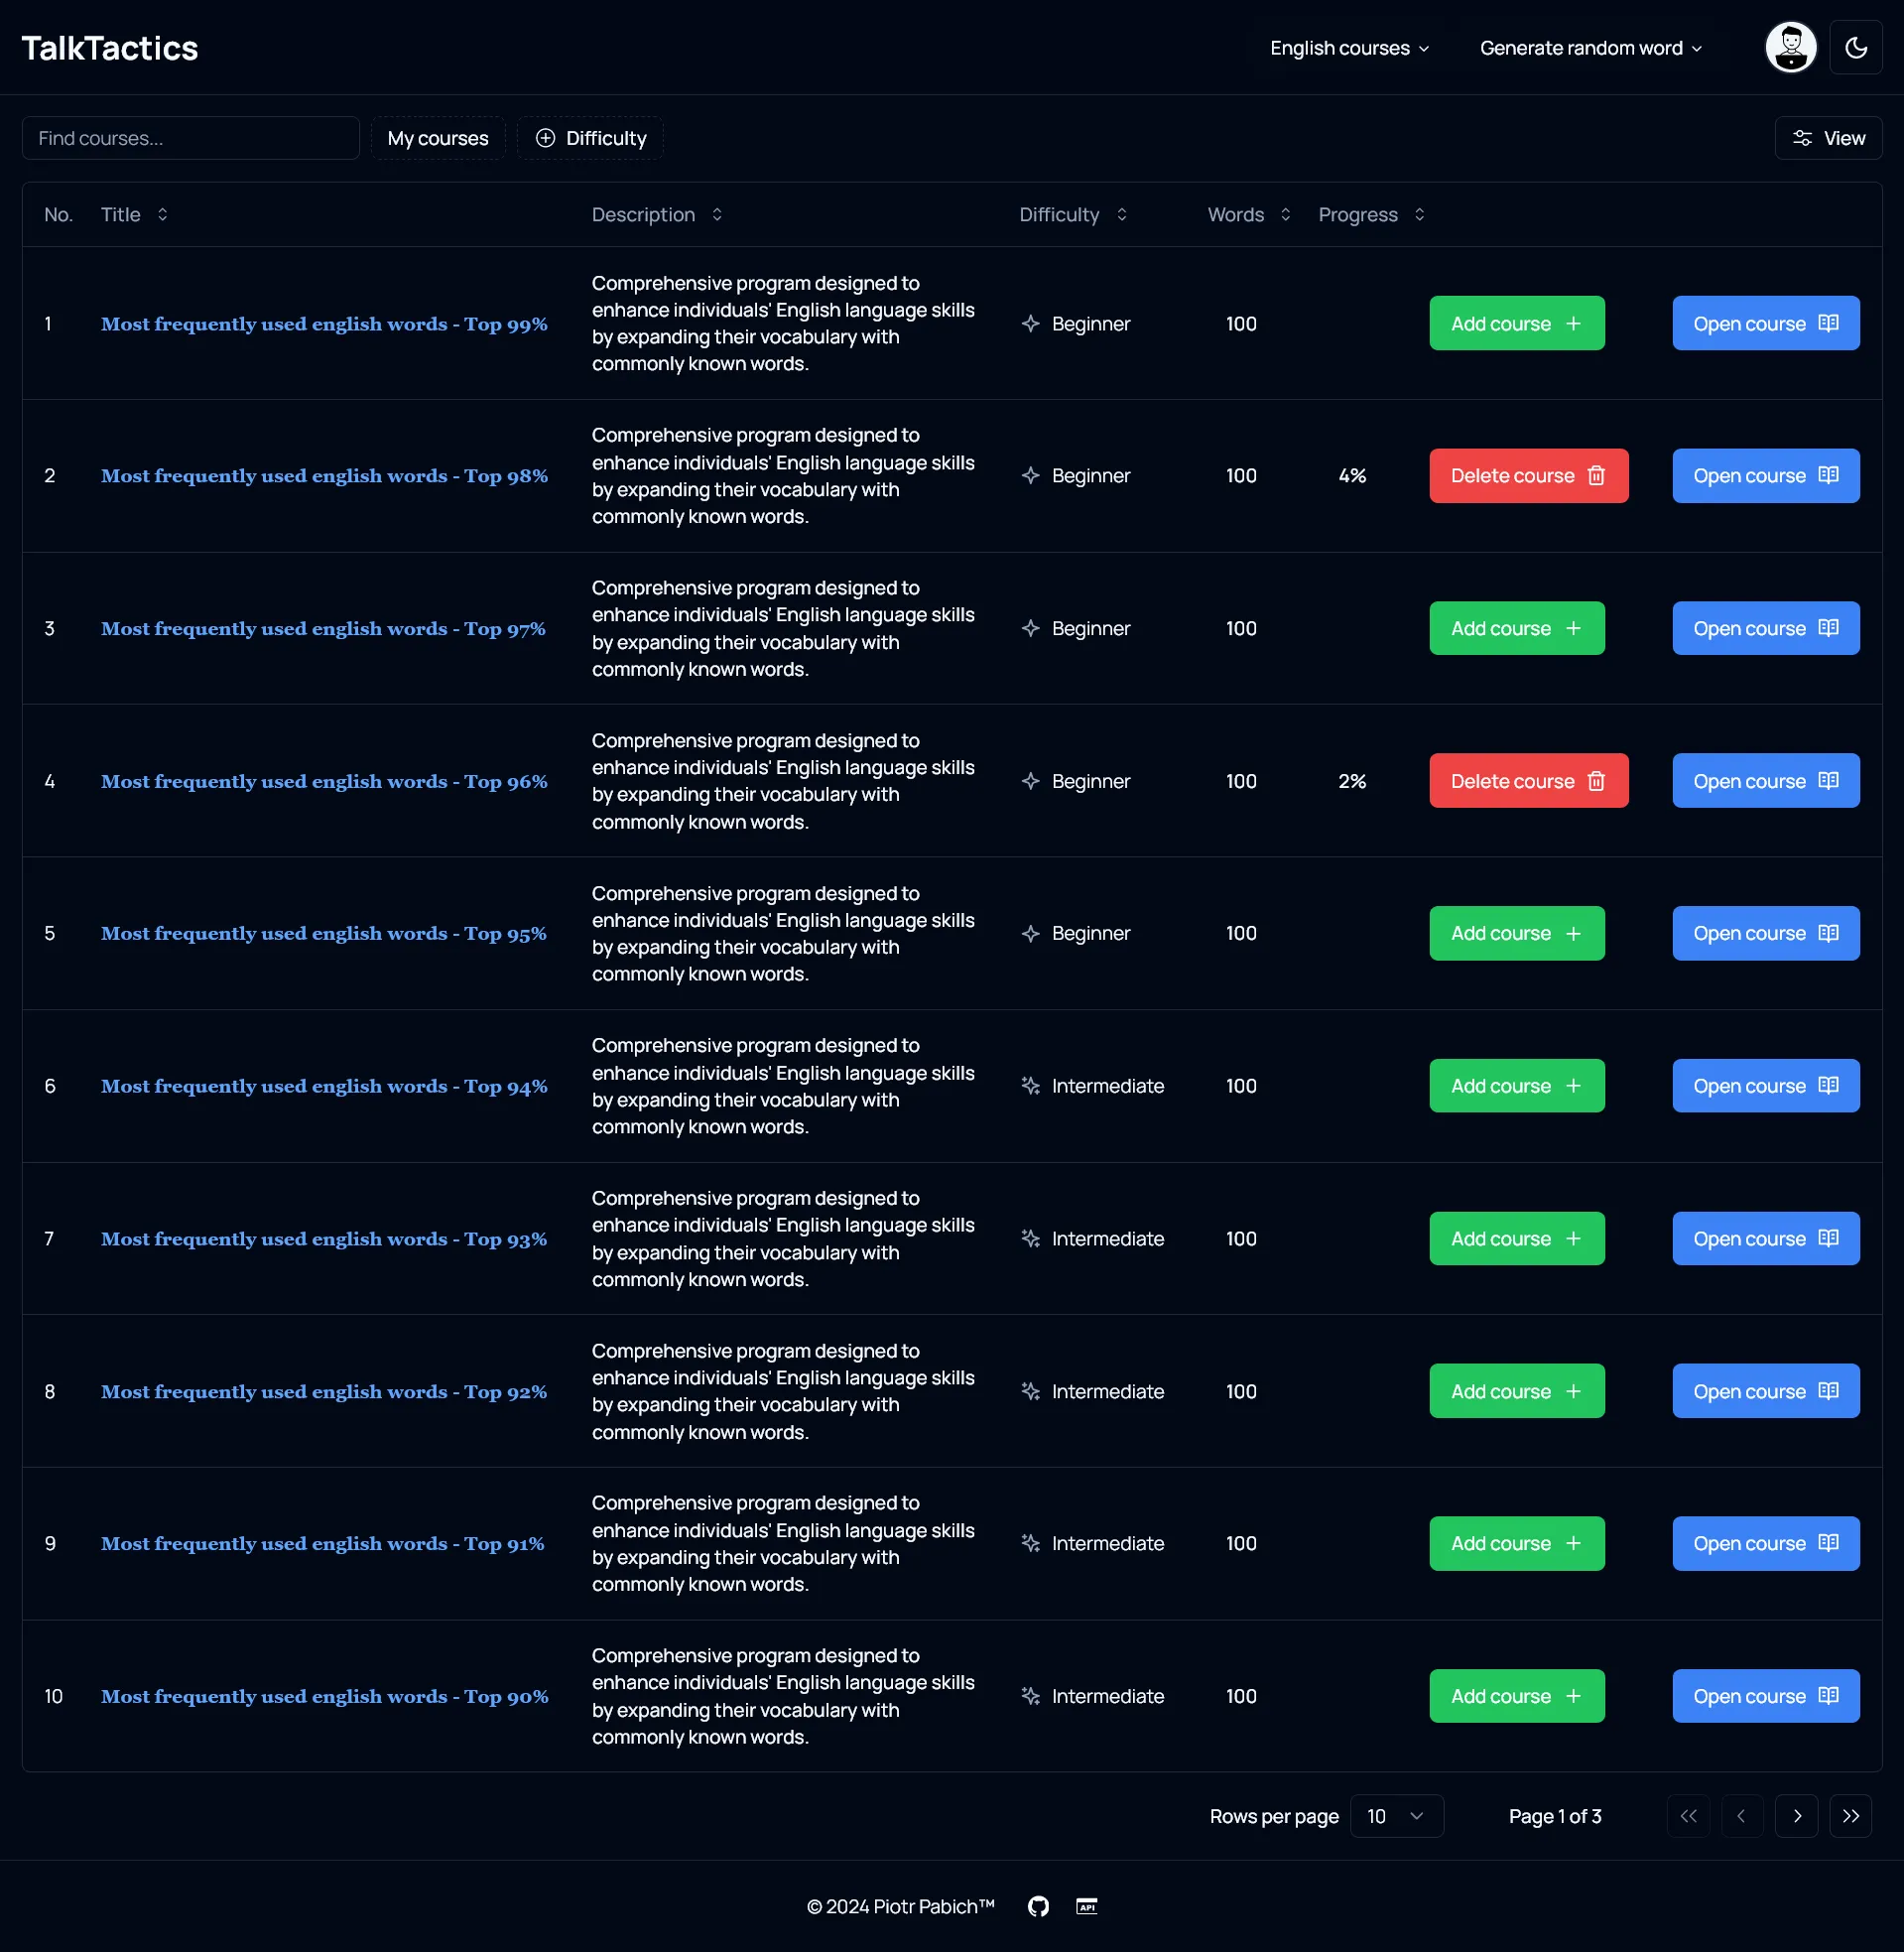 TalkTactics
English courses
Generate random word
Find courses...
My courses
Difficulty
View
No. Title Description Difficulty Words Progress
1 Most frequently used english words - Top 99%
Comprehensive program designed to
enhance individuals' English language skills
by expanding their vocabulary with
commonly known words.
Beginner 100 Add course Open course
2 Most frequently used english words - Top 98%
Comprehensive program designed to
enhance individuals' English language skills
by expanding their vocabulary with
commonly known words.
Beginner 100 4% Delete course Open course
3 Most frequently used english words - Top 97%
Comprehensive program designed to
enhance individuals' English language skills
by expanding their vocabulary with
commonly known words.
Beginner 100 Add course Open course
4 Most frequently used english words - Top 96%
Comprehensive program designed to
enhance individuals' English language skills
by expanding their vocabulary with
commonly known words.
Beginner 100 2% Delete course Open course
5 Most frequently used english words - Top 95%
Comprehensive program designed to
enhance individuals' English language skills
by expanding their vocabulary with
commonly known words.
Beginner 100 Add course Open course
6 Most frequently used english words - Top 94%
Comprehensive program designed to
enhance individuals' English language skills
by expanding their vocabulary with
commonly known words.
Intermediate 100 Add course Open course
7 Most frequently used english words - Top 93%
Comprehensive program designed to
enhance individuals' English language skills
by expanding their vocabulary with
commonly known words.
Intermediate 100 Add course Open course
8 Most frequently used english words - Top 92%
Comprehensive program designed to
enhance individuals' English language skills
by expanding their vocabulary with
commonly known words.
Intermediate 100 Add course Open course
9 Most frequently used english words - Top 91%
Comprehensive program designed to
enhance individuals' English language skills
by expanding their vocabulary with
commonly known words.
Intermediate 100 Add course Open course
10 Most frequently used english words - Top 90%
Comprehensive program designed to
enhance individuals' English language skills
by expanding their vocabulary with
commonly known words.
Intermediate 100 Add course Open course
Rows per page 10 Page 1 of 3
© 2024 Piotr Pabich™ API